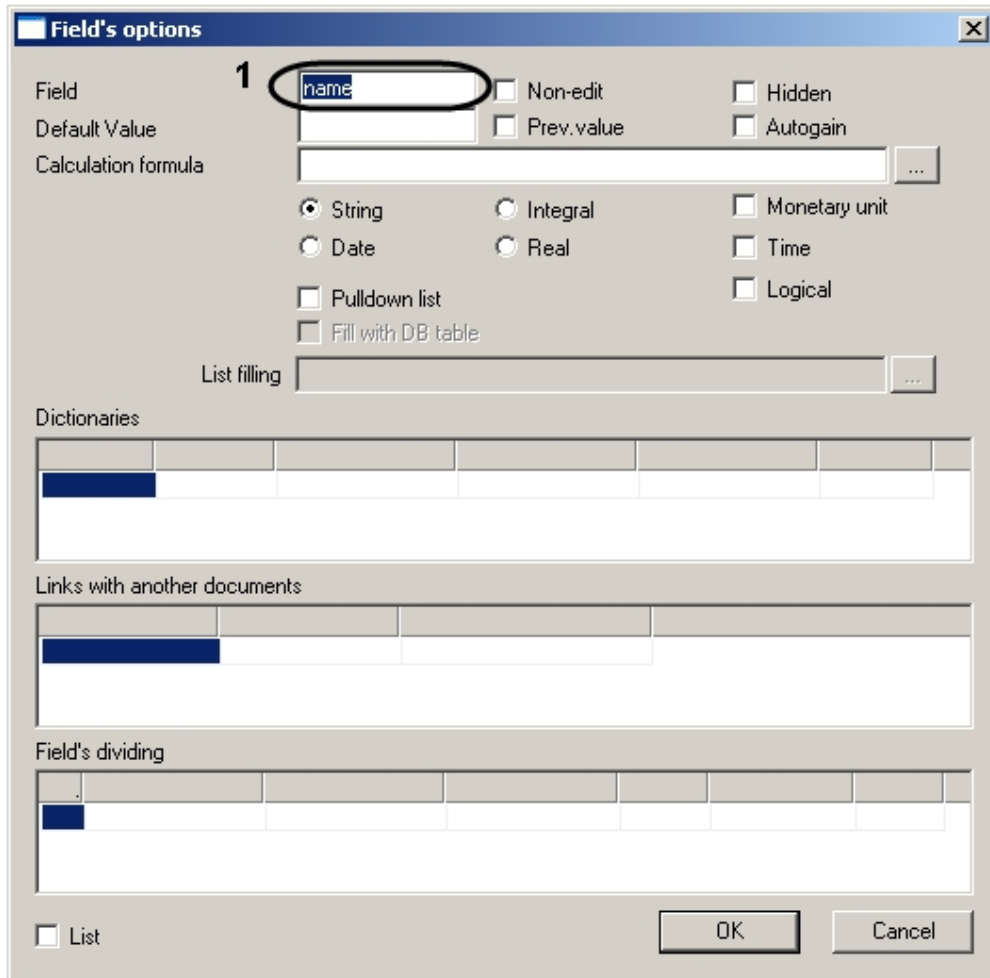 Field's options
1
Field name Non-edit Hidden
Default Value Prev.value Autogain
Calculation formula ...
String Integral Monetary unit
Date Real Time
Pulldown list Logical
Fill with DB table
List filling ...
Dictionaries
Links with another documents
Field's dividing
.
List OK Cancel